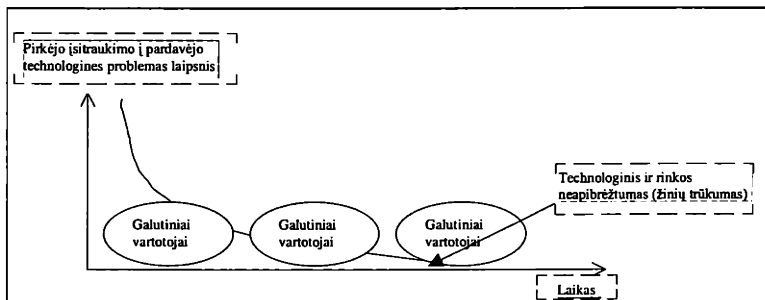 Pirkėjo įsitraukimo į pardavėjo
technologines problemas laipsnis
Technologinis ir rinkos
neapibrėžtumas (žinių trūkumas)
Galutiniai
vartotojai
Galutiniai
vartotojai
Galutiniai
vartotojai
Laikas